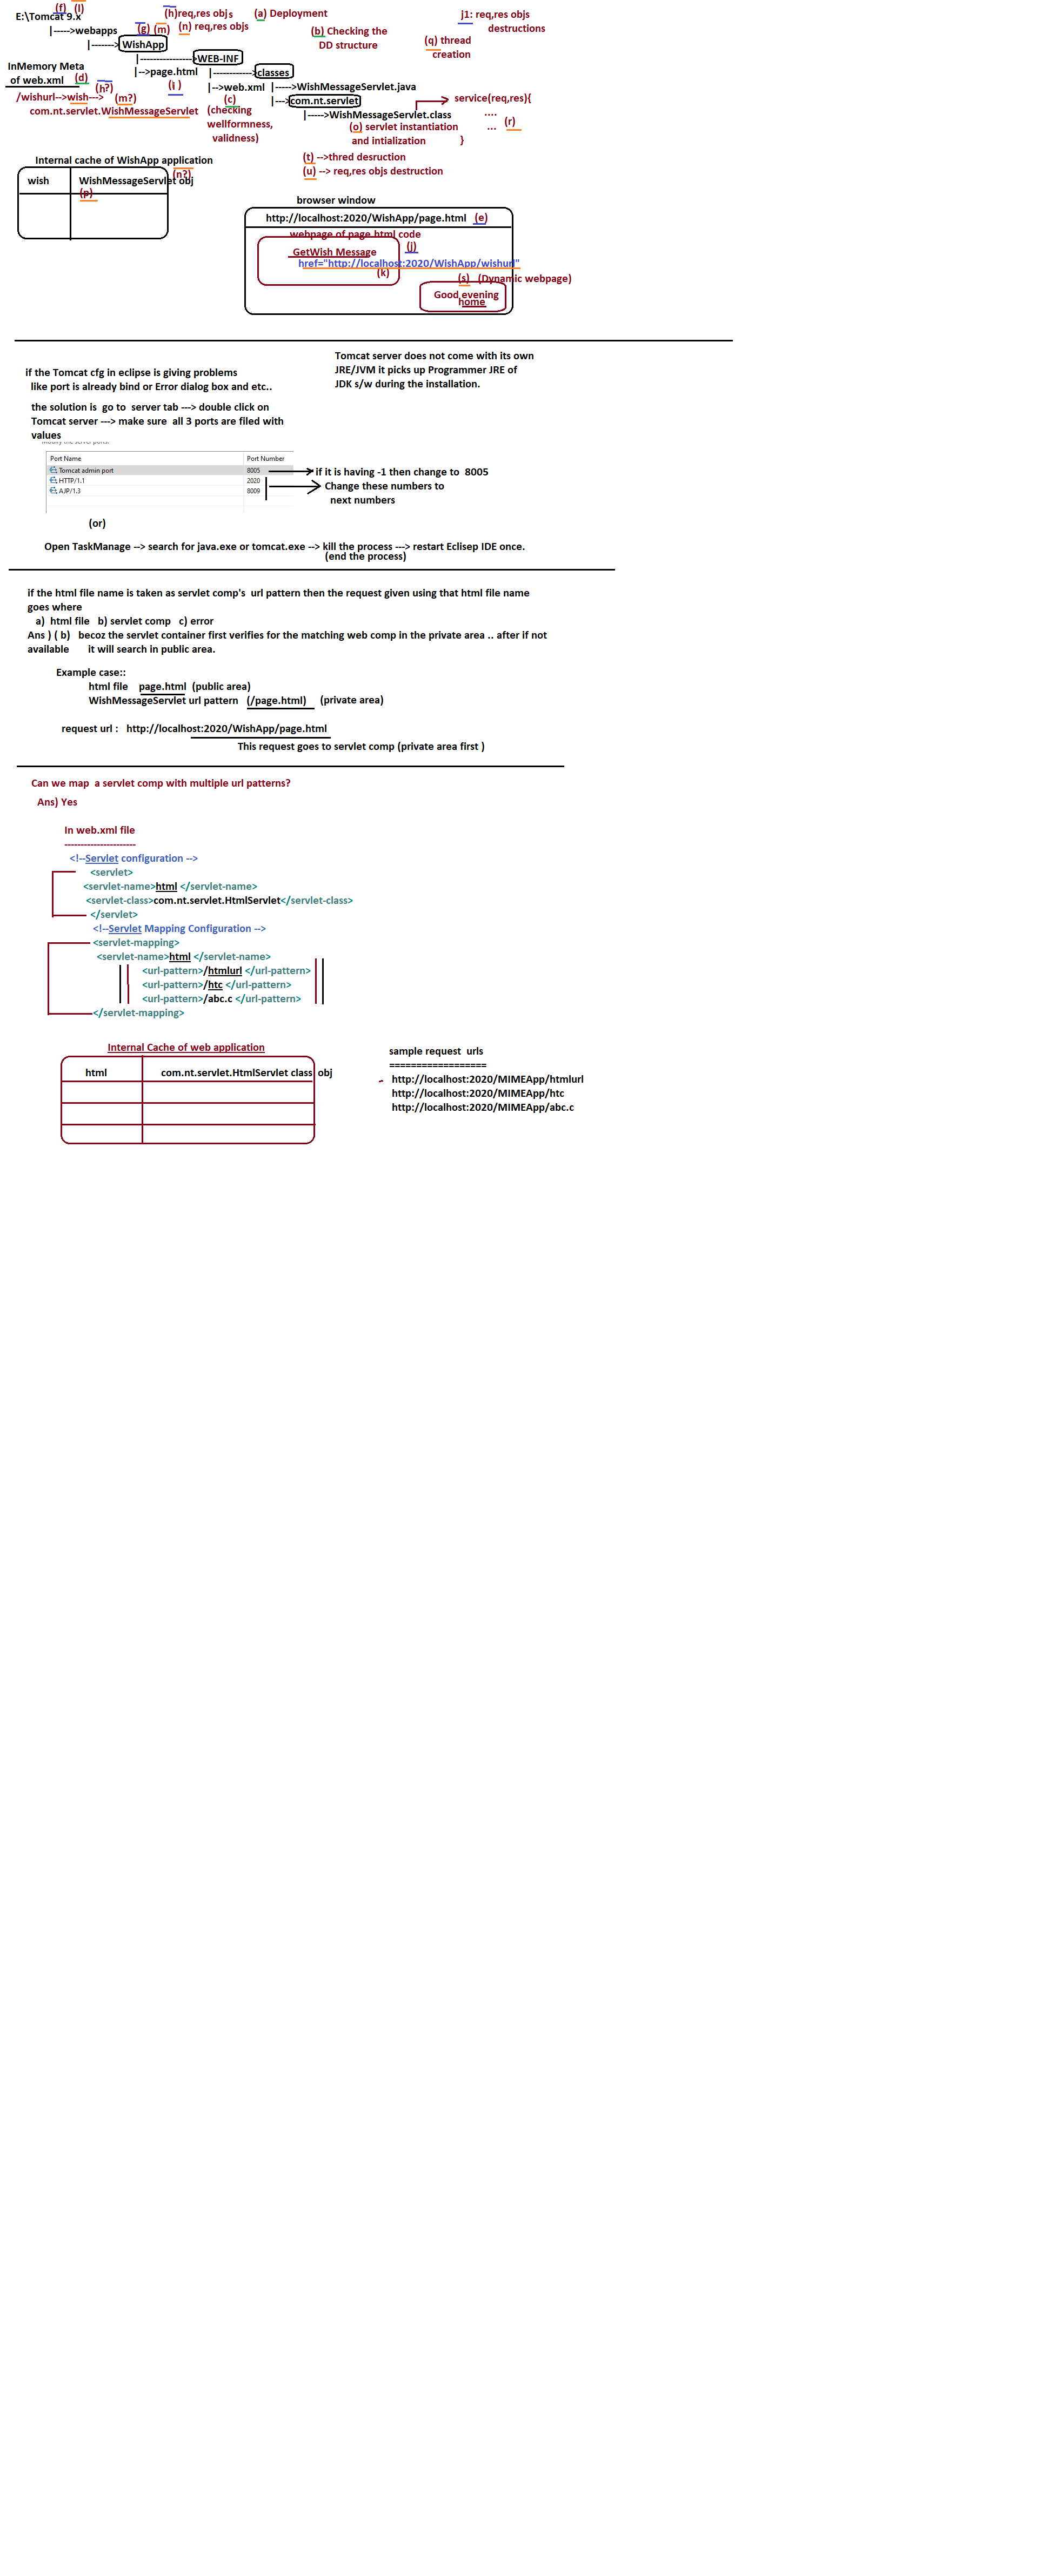 (f) (l)
E:\Tomcat 9.x
|----->webapps
|-------> WishApp
(g) (m)
(h)req,res objs
(n) req,res objs
(a) Deployment
(b) Checking the
DD structure
j1: req,res objs
destructions
(q) thread
creation
|----------------->WEB-INF
|-->page.html
(i )
|------------>classes
|-->web.xml
(c)
(checking
wellformness,
validness)
|----->WishMessageServlet.java
|--->com.nt.servlet
|----->WishMessageServlet.class
(o) servlet instantiation
and intialization
service(req,res){
....
... (r)
}
InMemory Meta
of web.xml (d)
(h?)
/wishurl-->wish---> (m?)
com.nt.servlet.WishMessageServlet
(t) -->thred desruction
(u) --> req,res objs destruction
Internal cache of WishApp application
(n?)
wish WishMessageServlet obj
(p)
browser window
http://localhost:2020/WishApp/page.html (e)
webpage of page html code
(j)
GetWish Message
href="http://localhost:2020/WishApp/wishurl"
(k)
(s) (Dynamic webpage)
Good evening
home
Tomcat server does not come with its own
JRE/JVM it picks up Programmer JRE of
JDK s/w during the installation.
if the Tomcat cfg in eclipse is giving problems
like port is already bind or Error dialog box and etc..
the solution is go to server tab ---> double click on
Tomcat server ---> make sure all 3 ports are filed with
values
Modify the server ports.
Port Name Port Number
Tomcat admin port 8005
HTTP/1.1 2020
AJP/1.3 8009
if it is having -1 then change to 8005
Change these numbers to
next numbers
(or)
Open TaskManage --> search for java.exe or tomcat.exe --> kill the process ---> restart Eclisep IDE once.
(end the process)
if the html file name is taken as servlet comp's url pattern then the request given using that html file name
goes where
a) html file b) servlet comp c) error
Ans ) ( b) becoz the servlet container first verifies for the matching web comp in the private area .. after if not
available it will search in public area.
Example case::
html file page.html (public area)
WishMessageServlet url pattern (/page.html) (private area)
request url : http://localhost:2020/WishApp/page.html
This request goes to servlet comp (private area first )
Can we map a servlet comp with multiple url patterns?
Ans) Yes
In web.xml file
---------------------
<!--Servlet configuration -->
<servlet>
<servlet-name>html </servlet-name>
<servlet-class>com.nt.servlet.HtmlServlet</servlet-class>
</servlet>
<!--Servlet Mapping Configuration -->
<servlet-mapping>
<servlet-name>html </servlet-name>
<url-pattern>/htmlurl </url-pattern>
<url-pattern>/htc </url-pattern>
<url-pattern>/abc.c </url-pattern>
</servlet-mapping>
Internal Cache of web application
html com.nt.servlet.HtmlServlet class obj
sample request urls
==================
http://localhost:2020/MIMEApp/htmlurl
http://localhost:2020/MIMEApp/htc
http://localhost:2020/MIMEApp/abc.c